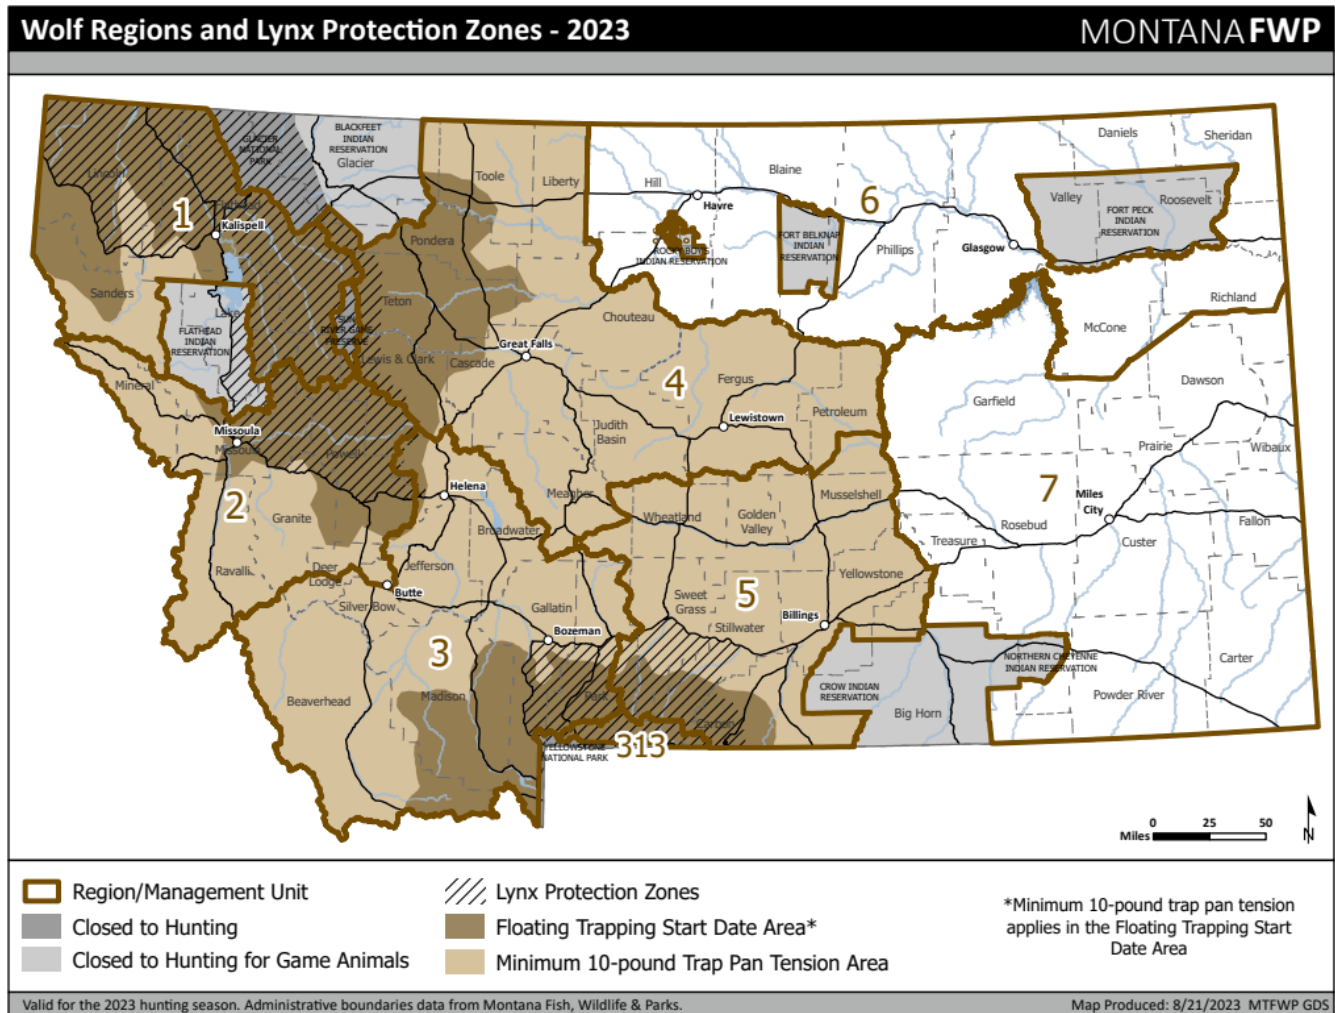 Wolf Regions and Lynx Protection Zones - 2023
MONTANA FWP
GLACIER
NATIONAL
PARK
BLACKFEET
INDIAN
RESERVATION
Glacier
Lincoln
Flathead
1
Kalispell
Toole
Liberty
Hill
Havre
Blaine
6
Daniels
Sheridan
Valley
Roosevelt
FORT PECK
INDIAN
RESERVATION
Pondera
ROCKY BOYS
INDIAN RESERVATION
FORT BELKNAP
INDIAN
RESERVATION
Phillips
Glasgow
Sanders
Lake
FLATHEAD
INDIAN
RESERVATION
SUN
RIVER GAME
PRESERVE
Teton
Chouteau
Richland
McCone
Lewis & Clark
Cascade
Great Falls
4
Fergus
Dawson
Mineral
Garfield
Lewistown
Petroleum
Judith
Basin
Missoula
Missoula
Powell
Prairie
Wibaux
2
Granite
Helena
Meagher
Broadwater
Wheatland
Golden
Valley
Musselshell
7
Miles
City
Rosebud
Fallon
Custer
Treasure
Ravalli
Deer
Lodge
Jefferson
Butte
Silver Bow
Gallatin
Bozeman
Sweet
Grass
5
Yellowstone
Billings
Stillwater
3
Beaverhead
Madison
Park
Carbon
CROW INDIAN
RESERVATION
Big Horn
NORTHERN CHEYENNE
INDIAN RESERVATION
Carter
Powder River
YELLOWSTONE
NATIONAL PARK
313
0 25 50
Miles
N
Region/Management Unit
Closed to Hunting
Closed to Hunting for Game Animals
Lynx Protection Zones
Floating Trapping Start Date Area*
Minimum 10-pound Trap Pan Tension Area
*Minimum 10-pound trap pan tension
applies in the Floating Trapping Start
Date Area
Valid for the 2023 hunting season. Administrative boundaries data from Montana Fish, Wildlife & Parks.
Map Produced: 8/21/2023 MTFWP GDS